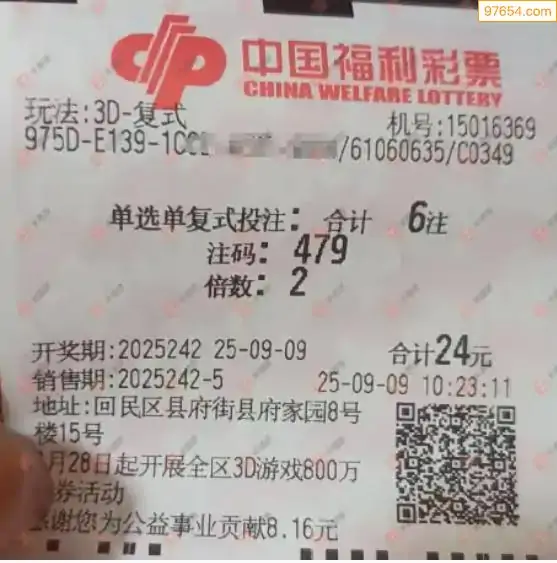 97654.com
中国福利彩票
CHINA WELFARE LOTTERY
玩法:3D-复式
机号:15016369
975D-E139-1C /61060635/C0349
单选单复式投注: 合计 6注
注码: 479
倍数: 2
开奖期:2025242 25-09-09 合计24元
销售期:2025242-5 25-09-09 10:23:11
地址:回民区县府街县府家园8号
楼15号
月28日起开展全区3D游戏800万
券活动
谢您为公益事业贡献8.16元